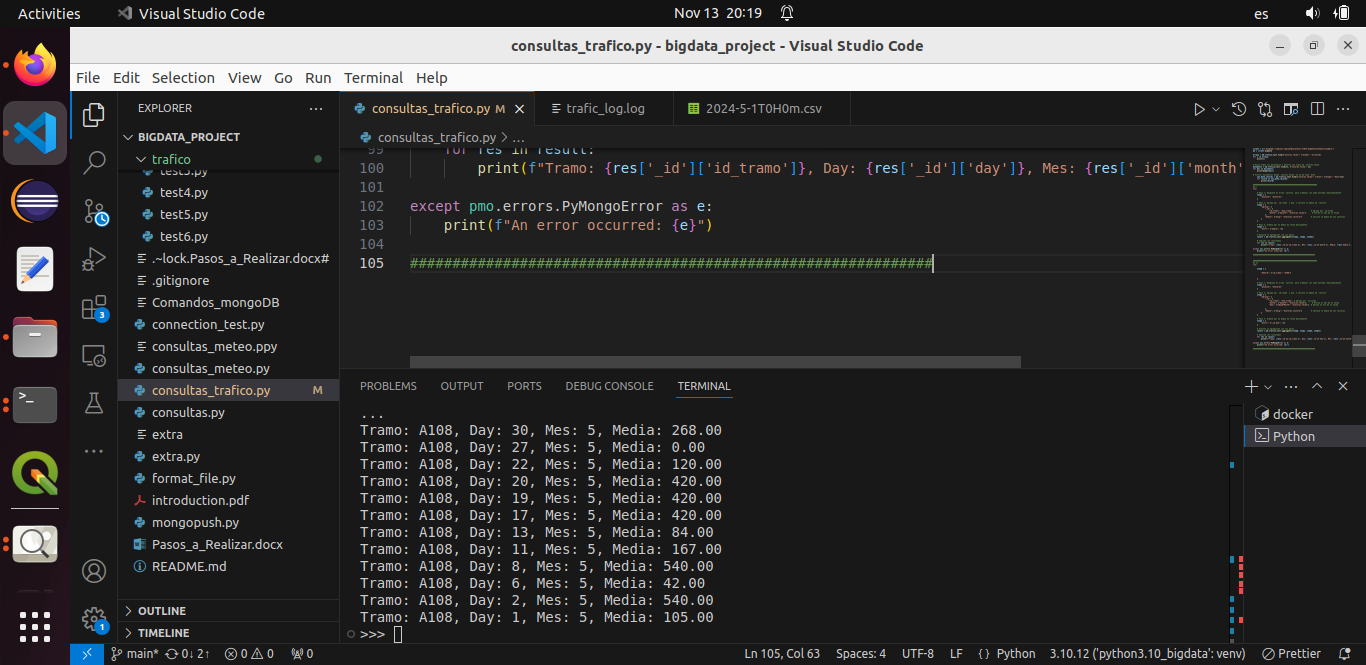 Activities
Visual Studio Code
Nov 13 20:19
es
consultas_trafico.py - bigdata_project - Visual Studio Code
File Edit Selection View Go Run Terminal Help
EXPLORER
consultas_trafico.py M
trafic_log.log
2024-5-1T0H0m.csv
BIGDATA_PROJECT
consultas_trafico.py > ...
trafico
test3.py
test4.py
test5.py
test6.py
.~lock.Pasos_a_Realizar.docx#
.gitignore
Comandos_mongoDB
connection_test.py
consultas_meteo.ppy
consultas_meteo.py
consultas_trafico.py M
consultas.py
extra
extra.py
format_file.py
introduction.pdf
mongopush.py
Pasos_a_Realizar.docx
README.md
OUTLINE
TIMELINE
3
1
99 for res in result:
100 print(f"Tramo: {res['_id']['id_tramo']}, Day: {res['_id']['day']}, Mes: {res['_id']['month'
101
102 except pmo.errors.PyMongoError as e:
103 print(f"An error occurred: {e}")
104
105 ##############################################################
PROBLEMS OUTPUT PORTS DEBUG CONSOLE TERMINAL
docker
Python
...
Tramo: A108, Day: 30, Mes: 5, Media: 268.00
Tramo: A108, Day: 27, Mes: 5, Media: 0.00
Tramo: A108, Day: 22, Mes: 5, Media: 120.00
Tramo: A108, Day: 20, Mes: 5, Media: 420.00
Tramo: A108, Day: 19, Mes: 5, Media: 420.00
Tramo: A108, Day: 17, Mes: 5, Media: 420.00
Tramo: A108, Day: 13, Mes: 5, Media: 84.00
Tramo: A108, Day: 11, Mes: 5, Media: 167.00
Tramo: A108, Day: 8, Mes: 5, Media: 540.00
Tramo: A108, Day: 6, Mes: 5, Media: 42.00
Tramo: A108, Day: 2, Mes: 5, Media: 540.00
Tramo: A108, Day: 1, Mes: 5, Media: 105.00
>>>
main* 0↓ 2↑ 0 0 0 Ln 105, Col 63 Spaces: 4 UTF-8 LF {} Python 3.10.12 ('python3.10_bigdata': venv) Prettier